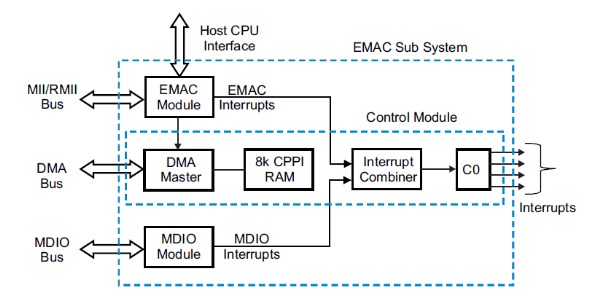 Host CPU
Interface
EMAC Sub System
MII/RMII
Bus
EMAC
Module
EMAC
Interrupts
Control Module
DMA
Bus
DMA
Master
8k CPPI
RAM
Interrupt
Combiner
C0
Interrupts
MDIO
Bus
MDIO
Module
MDIO
Interrupts